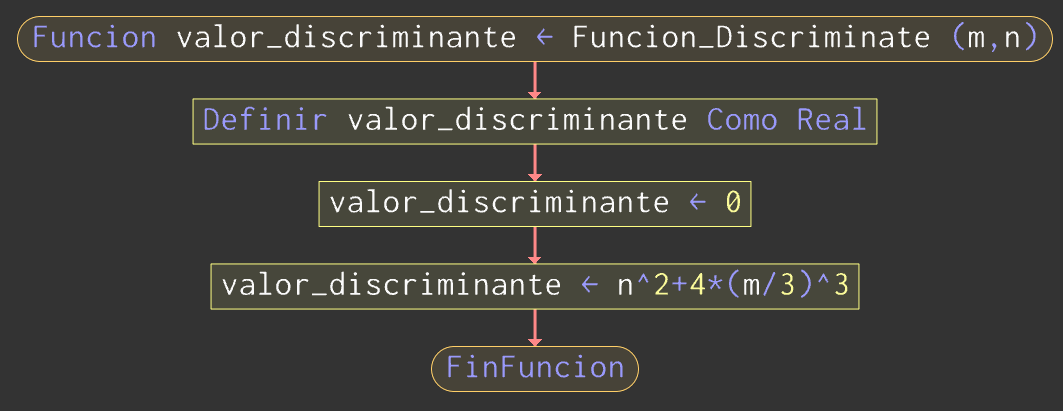 Funcion valor_discriminante ← Funcion_Discriminate (m,n)
Definir valor_discriminante Como Real
valor_discriminante ← 0
valor_discriminante ← n^2+4*(m/3)^3
FinFuncion